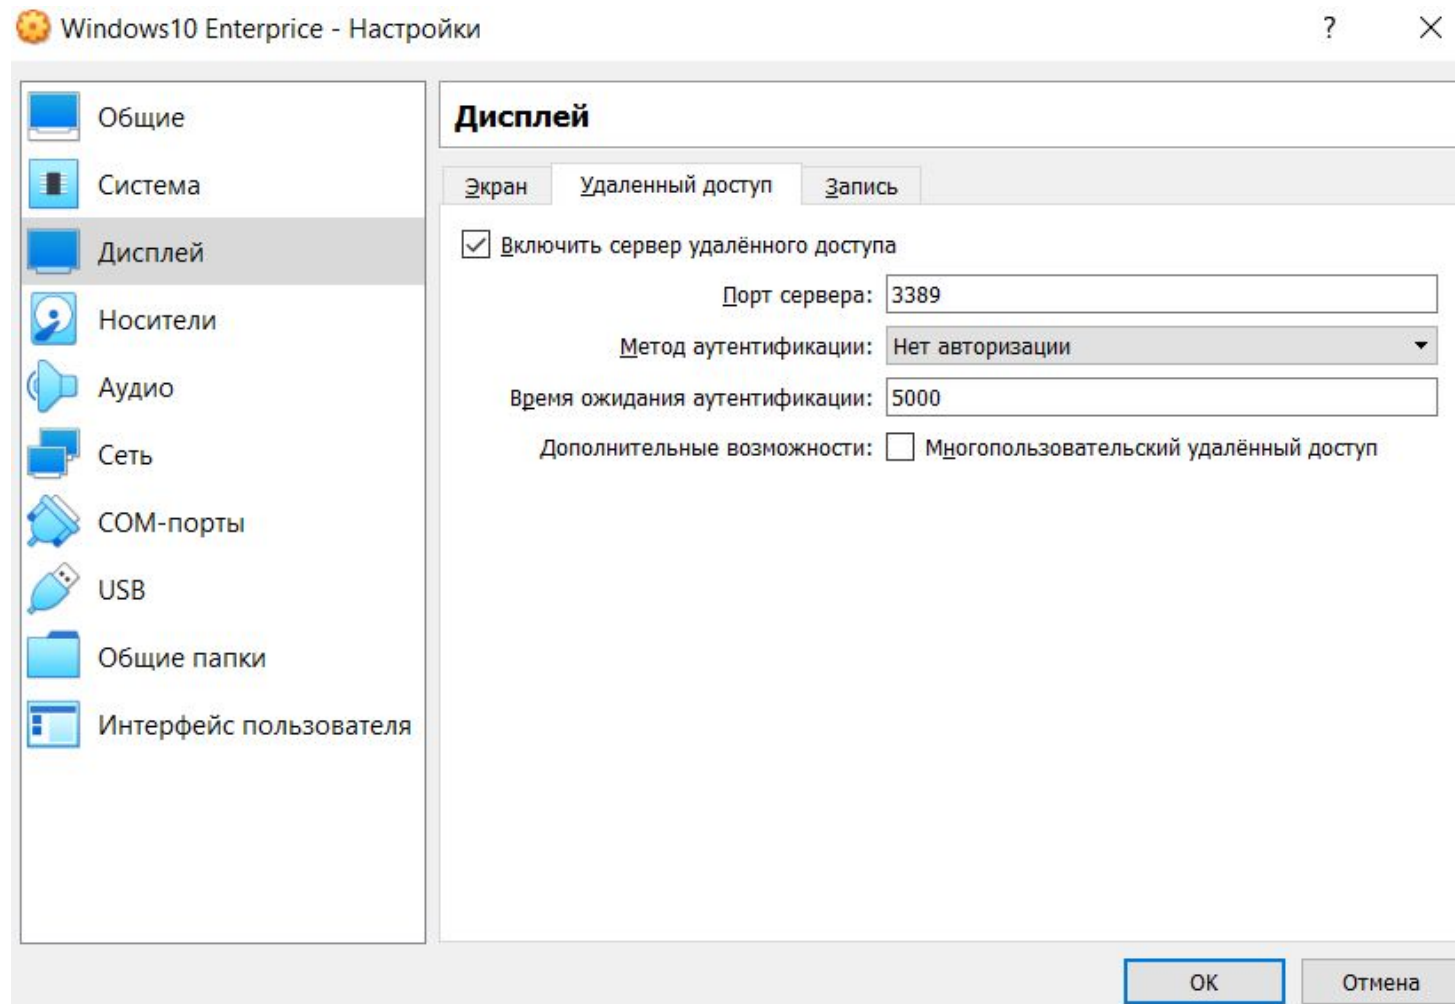 Windows10 Enterprice - Настройки
?
Общие
Система
Дисплей
Носители
Аудио
Сеть
COM-порты
USB
Общие папки
Интерфейс пользователя
Дисплей
Экран
Удаленный доступ
Запись
Включить сервер удалённого доступа
Порт сервера: 3389
Метод аутентификации: Нет авторизации
Время ожидания аутентификации: 5000
Дополнительные возможности: Многопользовательский удалённый доступ
OK
Отмена